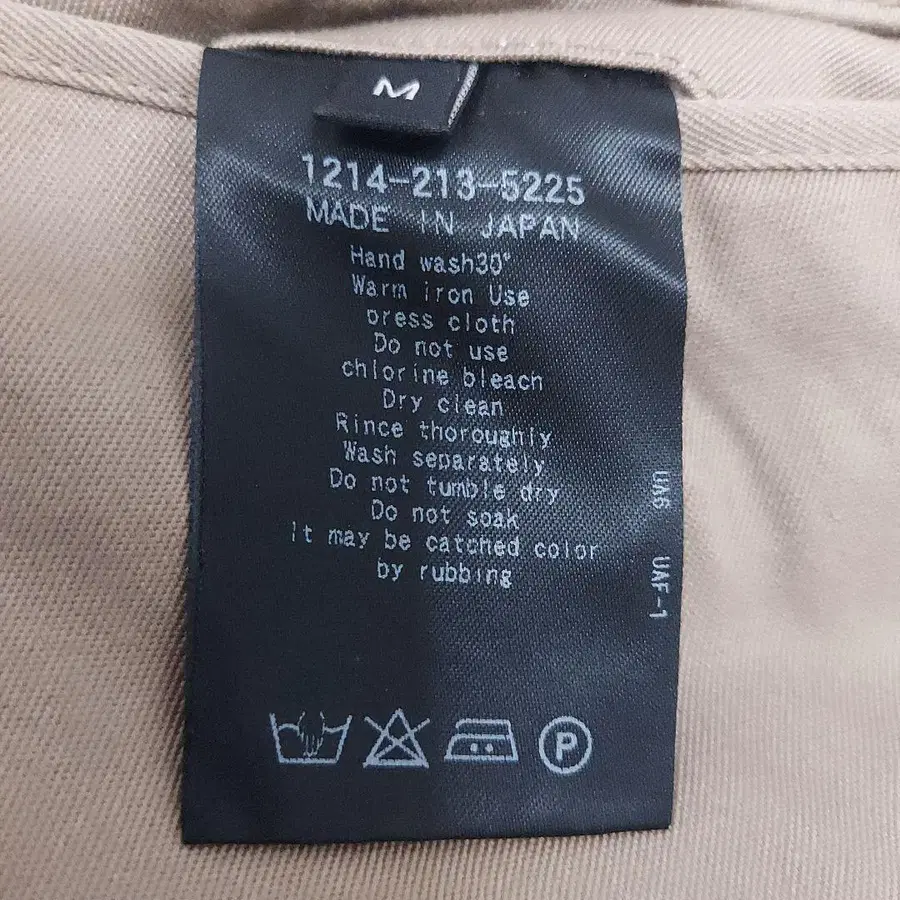 M
1214-213-5225
MADE IN JAPAN
Hand wash30°
Warm iron Use
press cloth
Do not use
chlorine bleach
Dry clean
Rince thoroughly
Wash separately
Do not tumble dry
Do not soak
It may be catched color
by rubbing
UAF-1
P